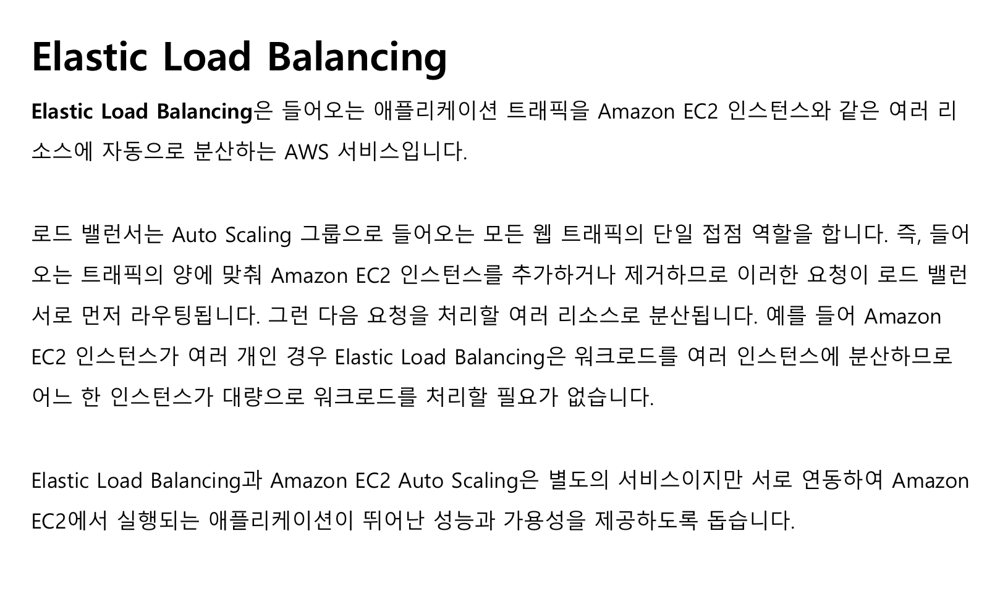 Elastic Load Balancing
Elastic Load Balancing은 들어오는 애플리케이션 트래픽을 Amazon EC2 인스턴스와 같은 여러 리
소스에 자동으로 분산하는 AWS 서비스입니다.
로드 밸런서는 Auto Scaling 그룹으로 들어오는 모든 웹 트래픽의 단일 접점 역할을 합니다. 즉, 들어
오는 트래픽의 양에 맞춰 Amazon EC2 인스턴스를 추가하거나 제거하므로 이러한 요청이 로드 밸런
서로 먼저 라우팅됩니다. 그런 다음 요청을 처리할 여러 리소스로 분산됩니다. 예를 들어 Amazon
EC2 인스턴스가 여러 개인 경우 Elastic Load Balancing은 워크로드를 여러 인스턴스에 분산하므로
어느 한 인스턴스가 대량으로 워크로드를 처리할 필요가 없습니다.
Elastic Load Balancing과 Amazon EC2 Auto Scaling은 별도의 서비스이지만 서로 연동하여 Amazon
EC2에서 실행되는 애플리케이션이 뛰어난 성능과 가용성을 제공하도록 돕습니다.